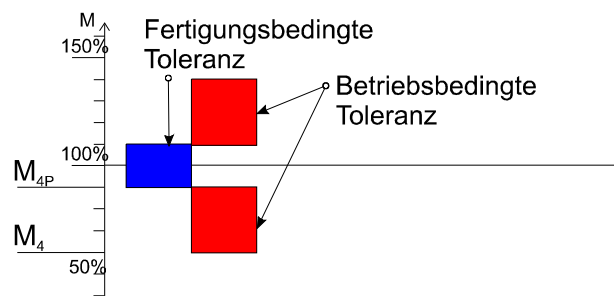 M
Fertigungsbedingte
Toleranz
150%
Betriebsbedingte
Toleranz
100%
M4P
M4
50%